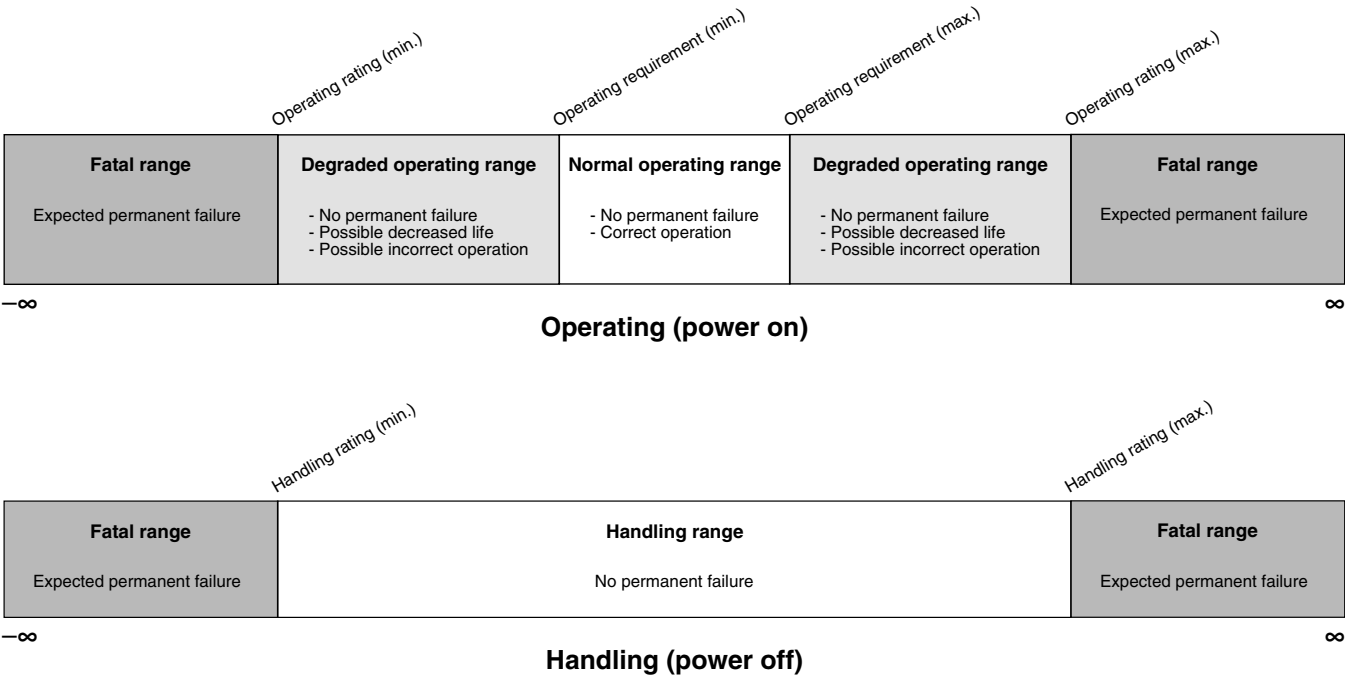 Operating rating (min.)
Operating requirement (min.)
Operating requirement (max.)
Operating rating (max.)
Fatal range
Expected permanent failure
Degraded operating range
- No permanent failure
- Possible decreased life
- Possible incorrect operation
Normal operating range
- No permanent failure
- Correct operation
Degraded operating range
- No permanent failure
- Possible decreased life
- Possible incorrect operation
Fatal range
Expected permanent failure
–∞
∞
Operating (power on)
Handling rating (min.)
Handling rating (max.)
Fatal range
Expected permanent failure
Handling range
No permanent failure
Fatal range
Expected permanent failure
–∞
∞
Handling (power off)